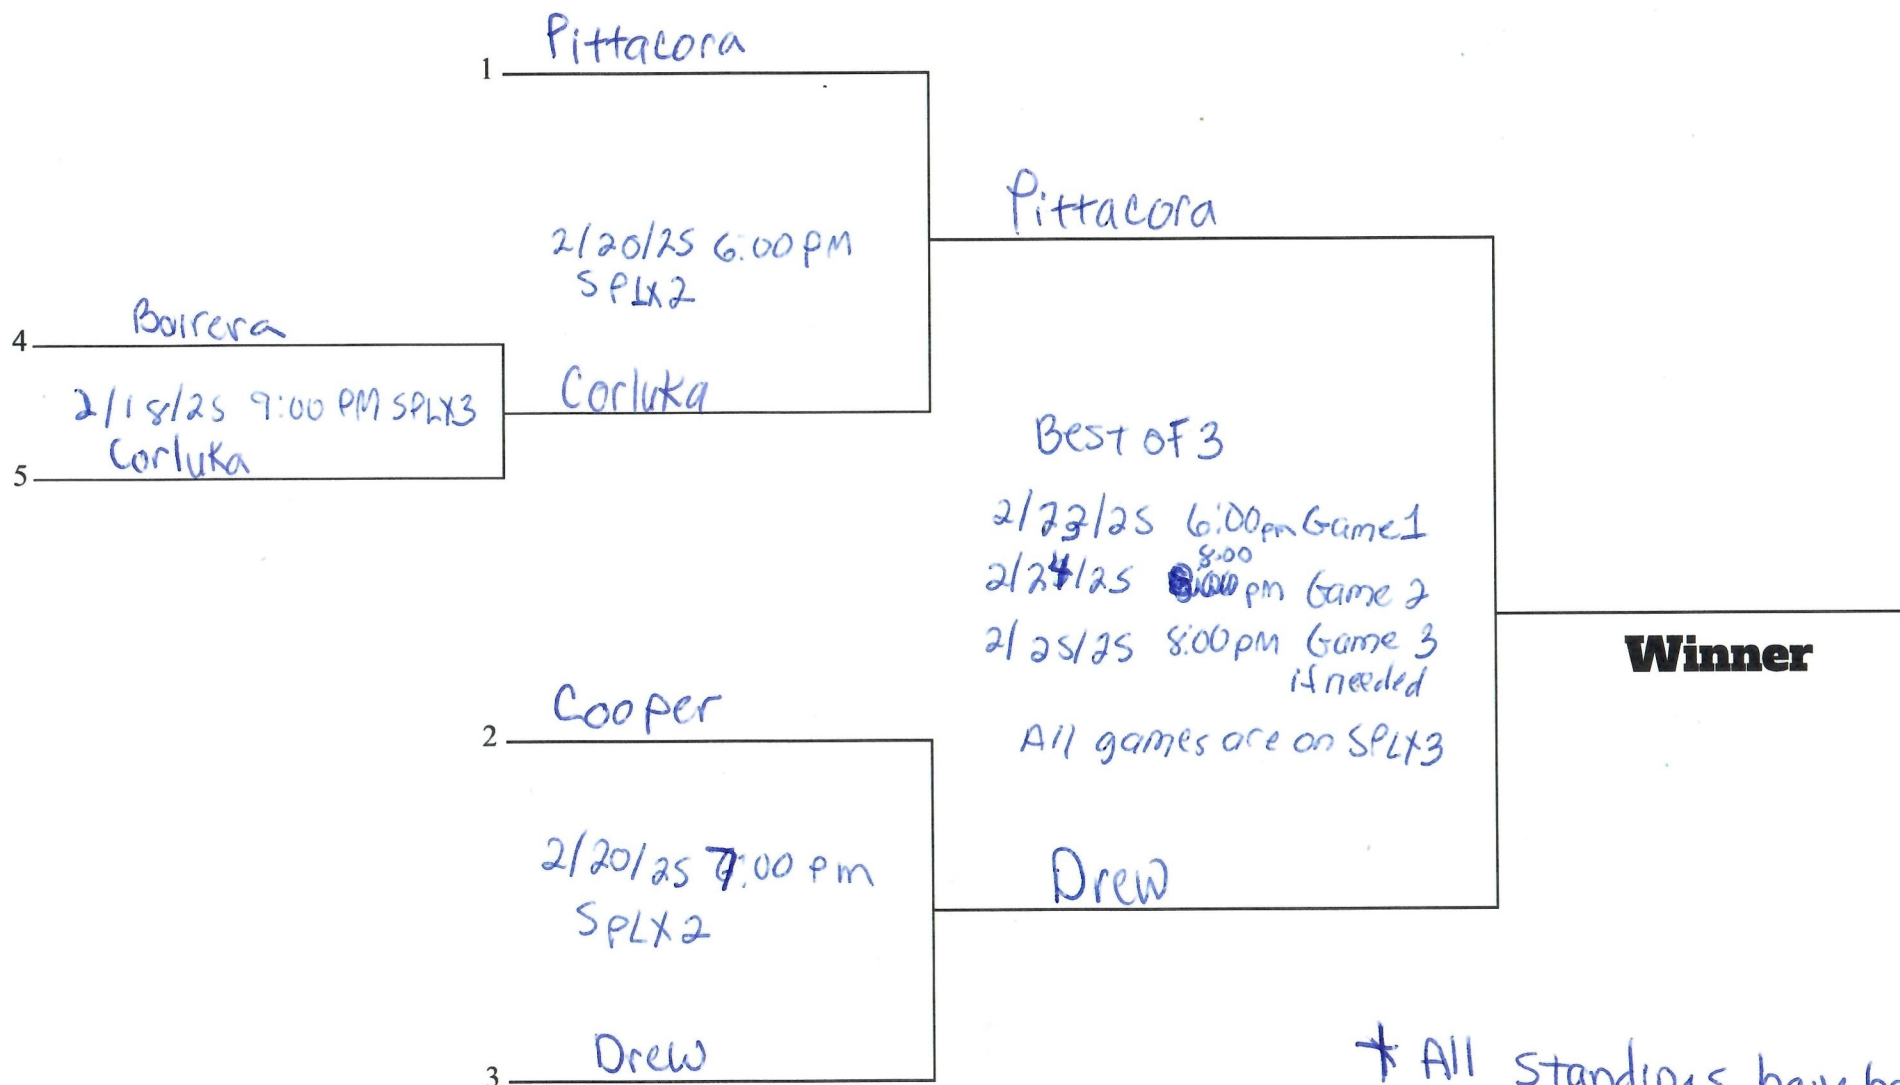 Pittacora
1
2/20/25 6:00 PM
SPLX2
Pittacora
Barrera
4
2/18/25 9:00 PM SPLX3
Corluka
5
Corluka
Best of 3
2/23/25 6:00pm Game 1
8:00
2/24/25 pm Game 2
2/25/25 8:00pm Game 3
if needed
All games are on SPLX3
Winner
Cooper
2
2/20/25 7:00 pm
SPLX2
Drew
Drew
3
* All Standings have